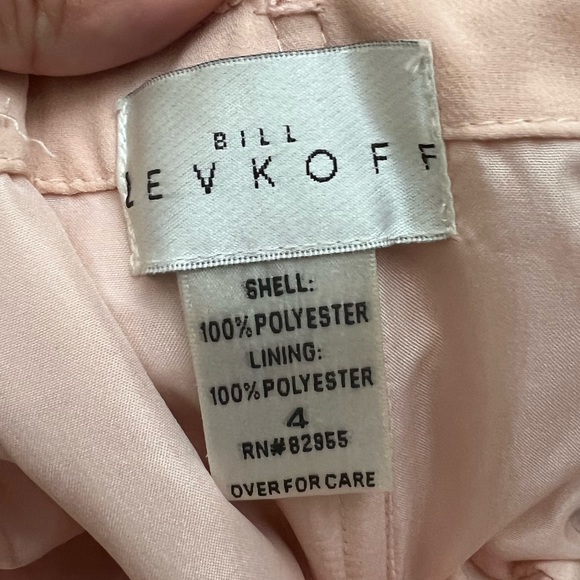 BILL
LEVKOFF
SHELL:
100% POLYESTER
LINING:
100% POLYESTER
4
RN#82955
OVER FOR CARE